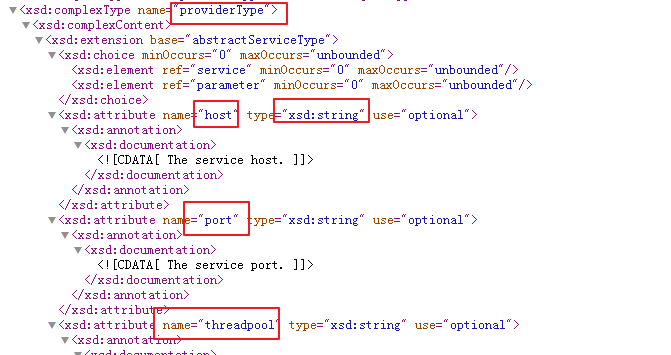 <xsd:complexType name="providerType">
<xsd:complexContent>
<xsd:extension base="abstractServiceType">
<xsd:choice minOccurs="0" maxOccurs="unbounded">
<xsd:element ref="service" minOccurs="0" maxOccurs="unbounded"/>
<xsd:element ref="parameter" minOccurs="0" maxOccurs="unbounded"/>
</xsd:choice>
<xsd:attribute name="host" type="xsd:string" use="optional">
<xsd:annotation>
<xsd:documentation>
<![CDATA[ The service host. ]]>
</xsd:documentation>
</xsd:annotation>
</xsd:attribute>
<xsd:attribute name="port" type="xsd:string" use="optional">
<xsd:annotation>
<xsd:documentation>
<![CDATA[ The service port. ]]>
</xsd:documentation>
</xsd:annotation>
</xsd:attribute>
<xsd:attribute name="threadpool" type="xsd:string" use="optional">
<xsd:annotation>